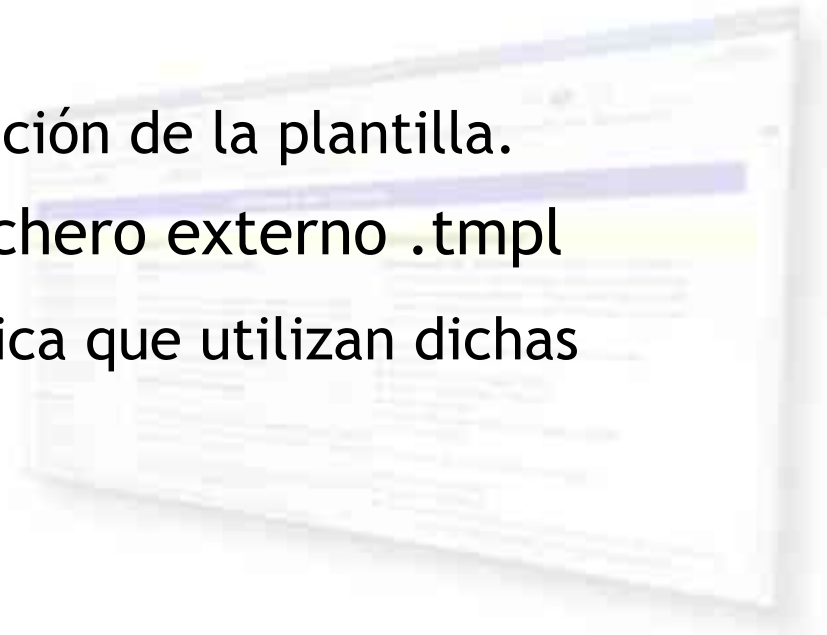 ción de la plantilla.
chero externo .tmpl
ica que utilizan dichas